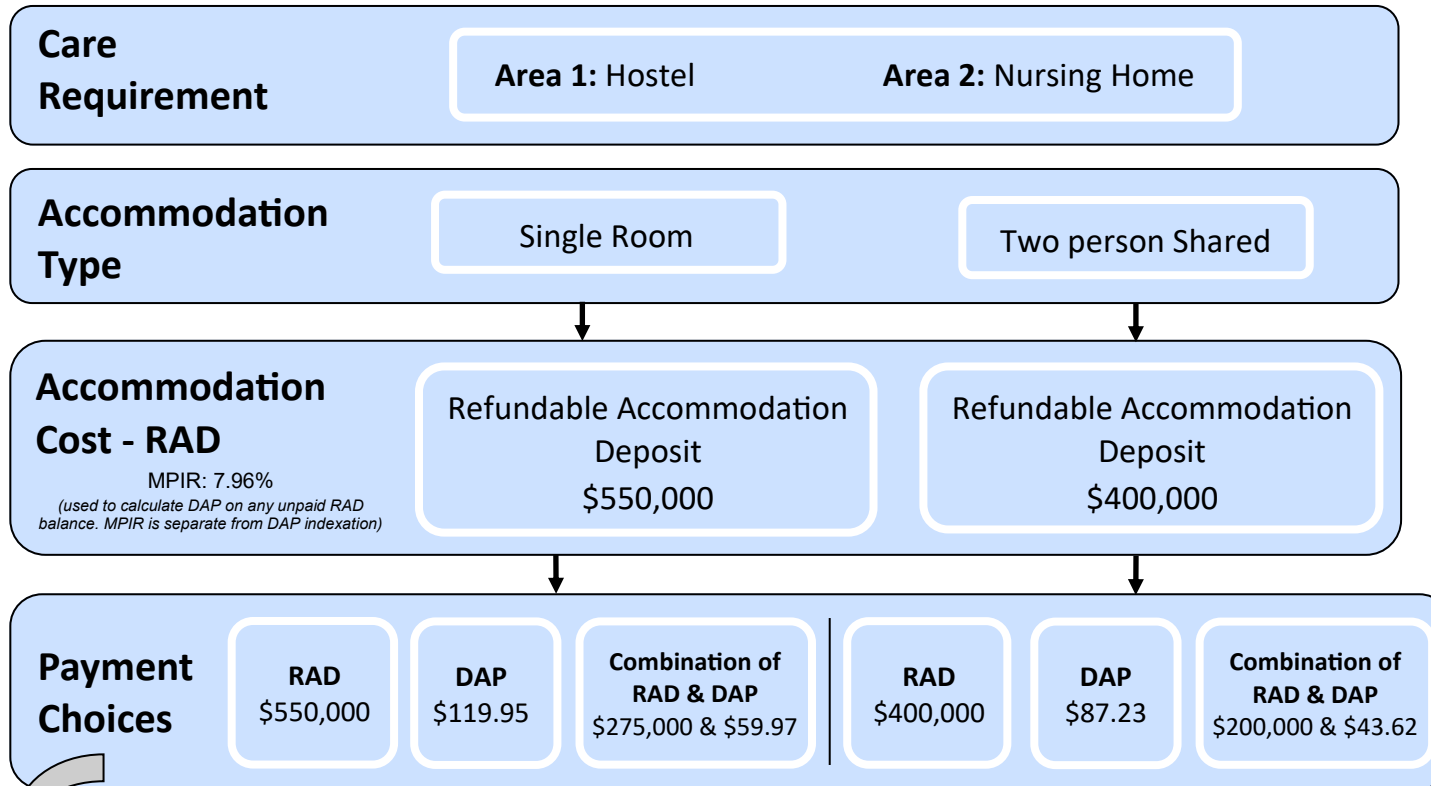 Care
Requirement
Area 1: Hostel
Area 2: Nursing Home
Accommodation
Type
Single Room
Two person Shared
Accommodation
Cost - RAD
MPIR: 7.96%
(used to calculate DAP on any unpaid RAD
balance. MPIR is separate from DAP indexation)
Refundable Accommodation
Deposit
$550,000
Refundable Accommodation
Deposit
$400,000
Payment
Choices
RAD
$550,000
DAP
$119.95
Combination of
RAD & DAP
$275,000 & $59.97
RAD
$400,000
DAP
$87.23
Combination of
RAD & DAP
$200,000 & $43.62